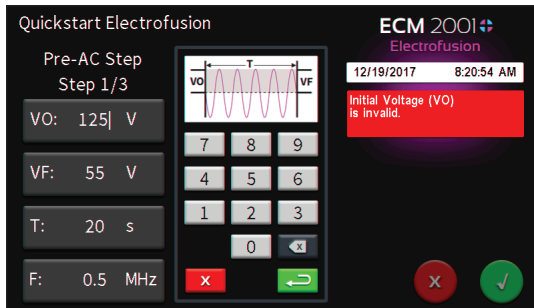 Quickstart Electrofusion
Pre-AC Step
Step 1/3
VO: 125 V
VF: 55 V
T: 20 s
F: 0.5 MHz
T
VO VF
7 8 9
4 5 6
1 2 3
0 x
x
ECM 2001
Electrofusion
12/19/2017 8:20:54 AM
Initial Voltage (VO)
is Invalid.
x